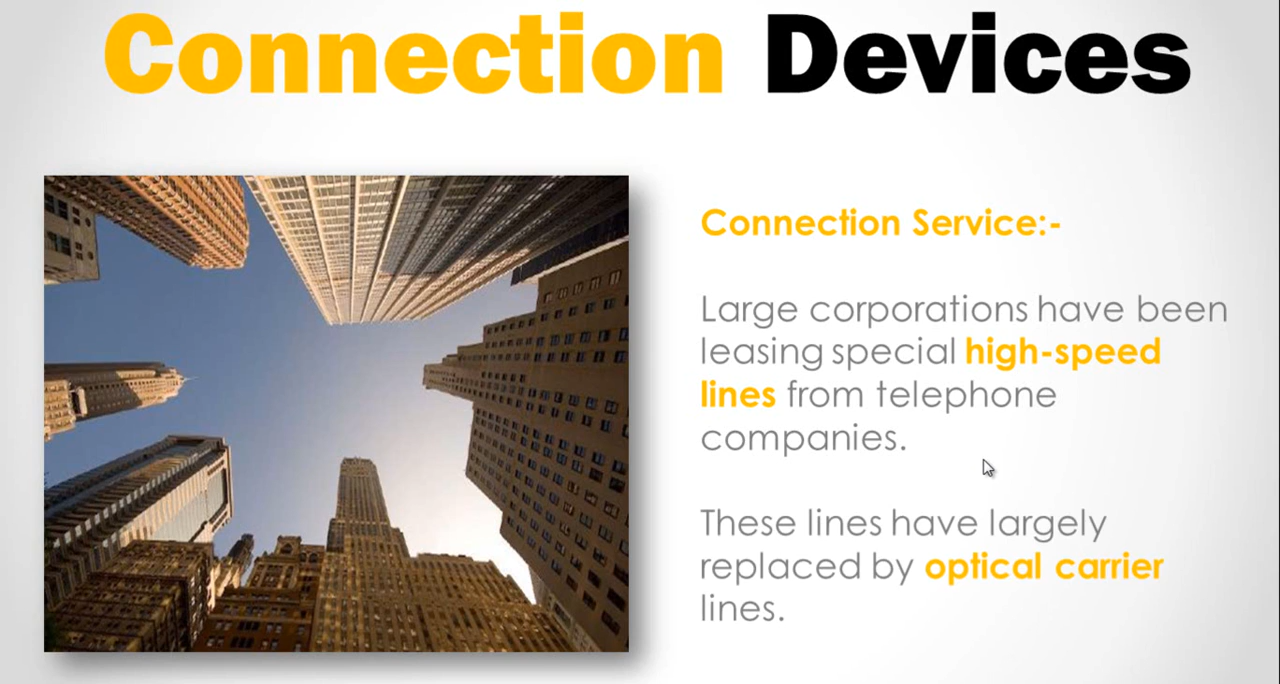 Connection Devices
Connection Service:-
Large corporations have been
leasing special high-speed
lines from telephone
companies.
These lines have largely
replaced by optical carrier
lines.